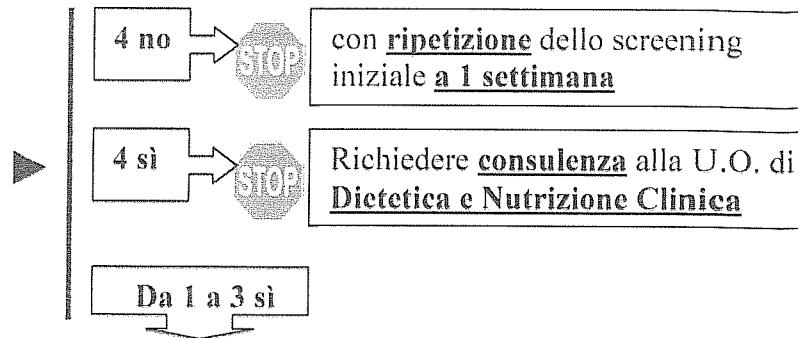 4 no
STOP
con ripetizione dello screening
iniziale a 1 settimana
4 sì
STOP
Richiedere consulenza alla U.O. di
Dietetica e Nutrizione Clinica
Da 1 a 3 sì